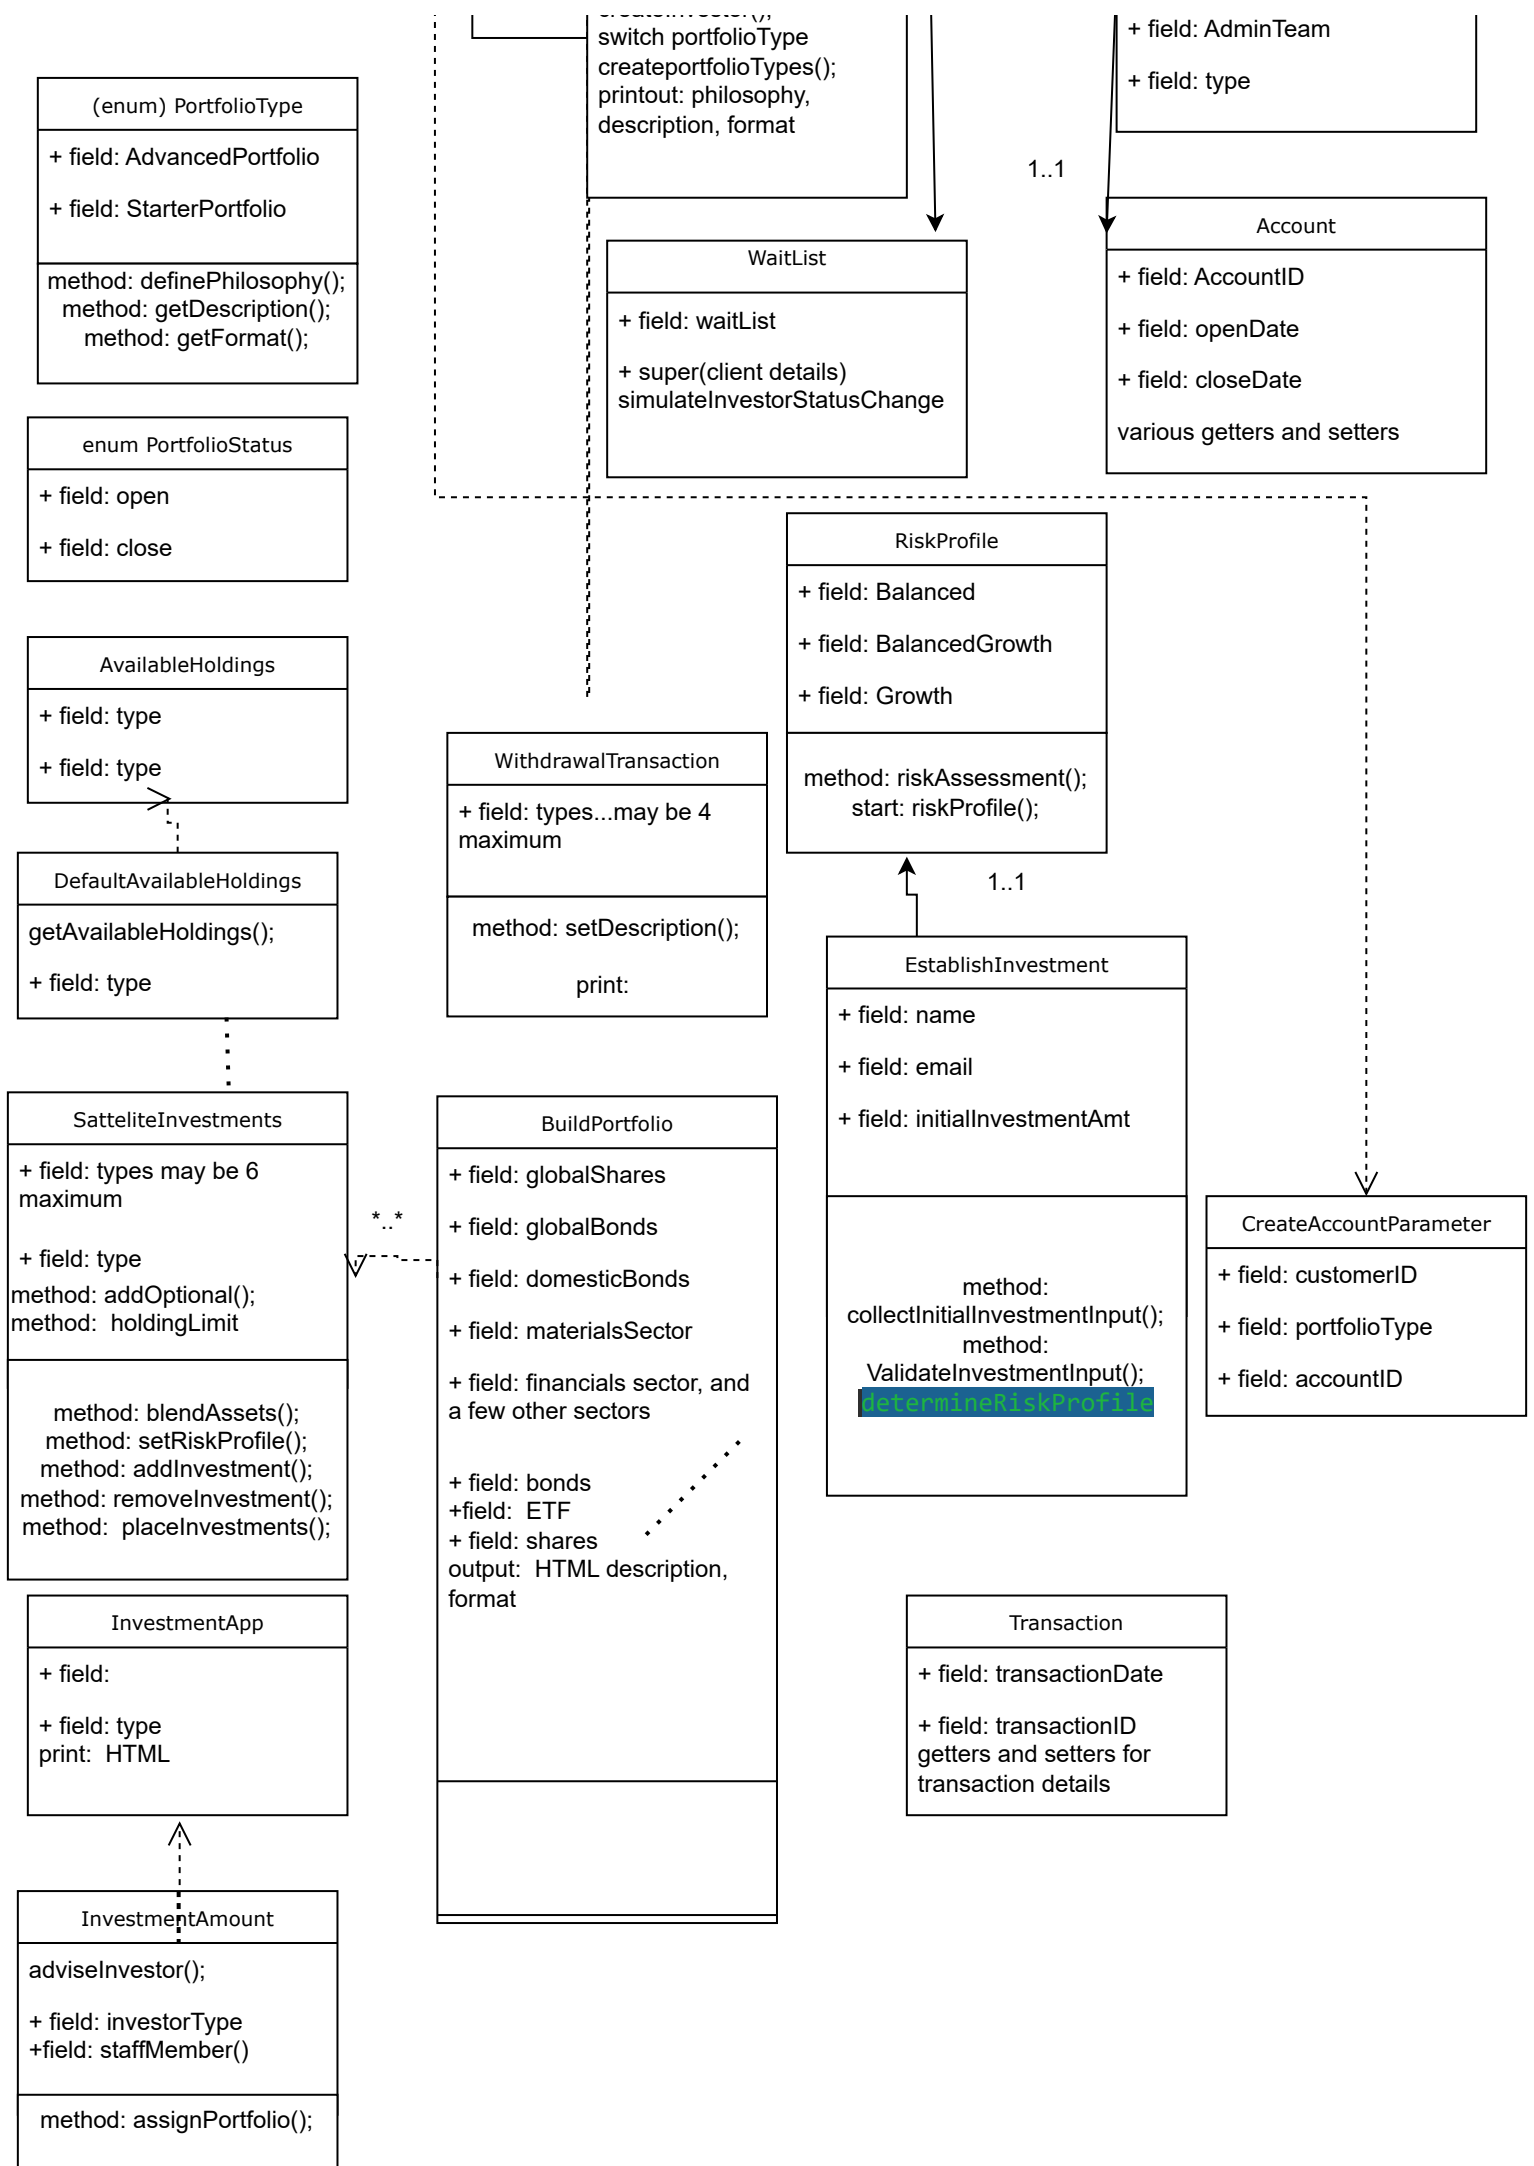 switch portfolioType
createportfolioTypes();
printout: philosophy,
description, format
+ field: AdminTeam
+ field: type
(enum) PortfolioType
+ field: AdvancedPortfolio
+ field: StarterPortfolio
method: definePhilosophy();
method: getDescription();
method: getFormat();
1..1
WaitList
+ field: waitList
+ super(client details)
simulateInvestorStatusChange
Account
+ field: AccountID
+ field: openDate
+ field: closeDate
various getters and setters
enum PortfolioStatus
+ field: open
+ field: close
RiskProfile
+ field: Balanced
+ field: BalancedGrowth
+ field: Growth
method: riskAssessment();
start: riskProfile();
AvailableHoldings
+ field: type
+ field: type
WithdrawalTransaction
+ field: types...may be 4
maximum
method: setDescription();
print:
DefaultAvailableHoldings
getAvailableHoldings();
+ field: type
1..1
EstablishInvestment
+ field: name
+ field: email
+ field: initialInvestmentAmt
method:
collectInitialInvestmentInput();
method:
ValidateInvestmentInput();
determineRiskProfile
SatteliteInvestments
+ field: types may be 6
maximum
+ field: type
method: addOptional();
method:  holdingLimit
method: blendAssets();
method: setRiskProfile();
method: addInvestment();
method: removeInvestment();
method:  placeInvestments();
*..*
BuildPortfolio
+ field: globalShares
+ field: globalBonds
+ field: domesticBonds
+ field: materialsSector
+ field: financials sector, and
a few other sectors
+ field: bonds
+field:  ETF
+ field: shares
output:  HTML description,
format
CreateAccountParameter
+ field: customerID
+ field: portfolioType
+ field: accountID
InvestmentApp
+ field:
+ field: type
print:  HTML
Transaction
+ field: transactionDate
+ field: transactionID
getters and setters for
transaction details
InvestmentAmount
adviseInvestor();
+ field: investorType
+field: staffMember()
method: assignPortfolio();